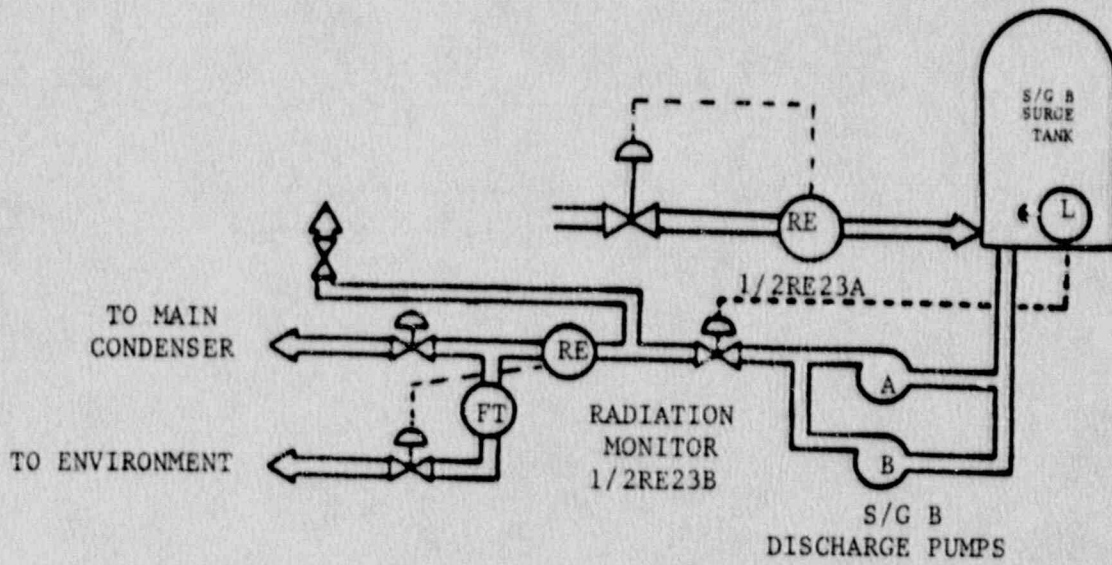 S/G B
SURGE
TANK
L
RE
1/2RE23A
TO MAIN
CONDENSER
RE
A
FT
RADIATION
MONITOR
1/2RE23B
TO ENVIRONMENT
B
S/G B
DISCHARGE PUMPS